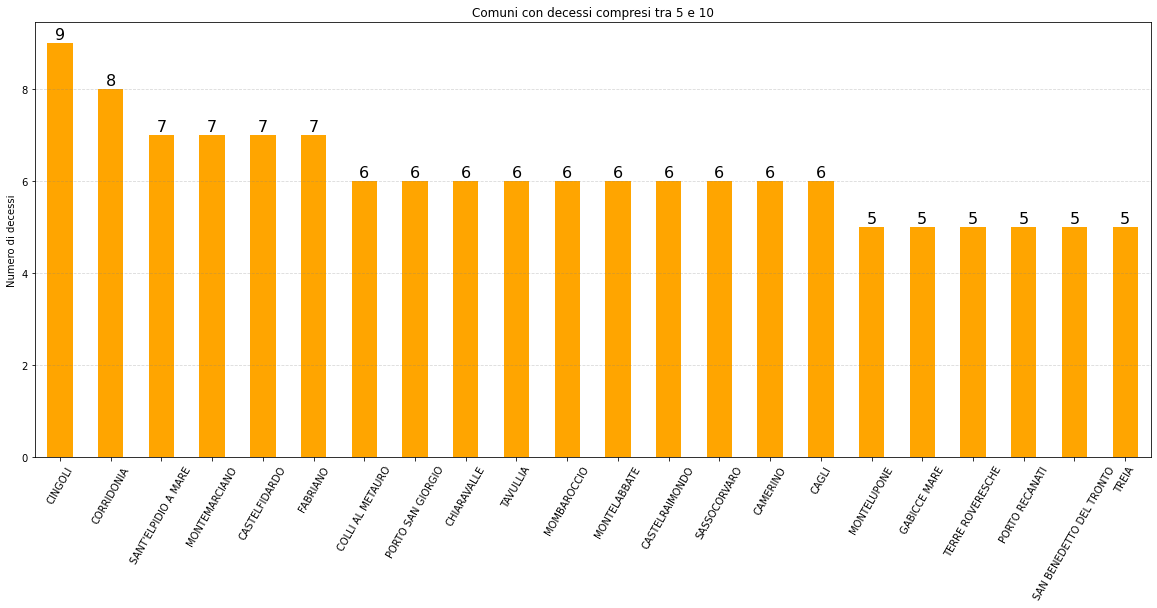 Comuni con decessi compresi tra 5 e 10
Numero di decessi
8
6
4
2
0
9
8
7
7
7
7
6
6
6
6
6
6
6
6
6
6
5
5
5
5
5
5
CINGOLI
CORRIDONIA
SANT'ELPIDIO A MARE
MONTEMARCIANO
CASTELFIDARDO
FABRIANO
COLLI AL METAURO
PORTO SAN GIORGIO
CHIARAVALLE
TAVULLIA
MOMBAROCCIO
MONTELABBATE
CASTELRAIMONDO
SASSOCORVARO
CAMERINO
CAGLI
MONTELUPONE
GABICCE MARE
TERRE ROVERESCHE
PORTO RECANATI
SAN BENEDETTO DEL TRONTO
TREIA